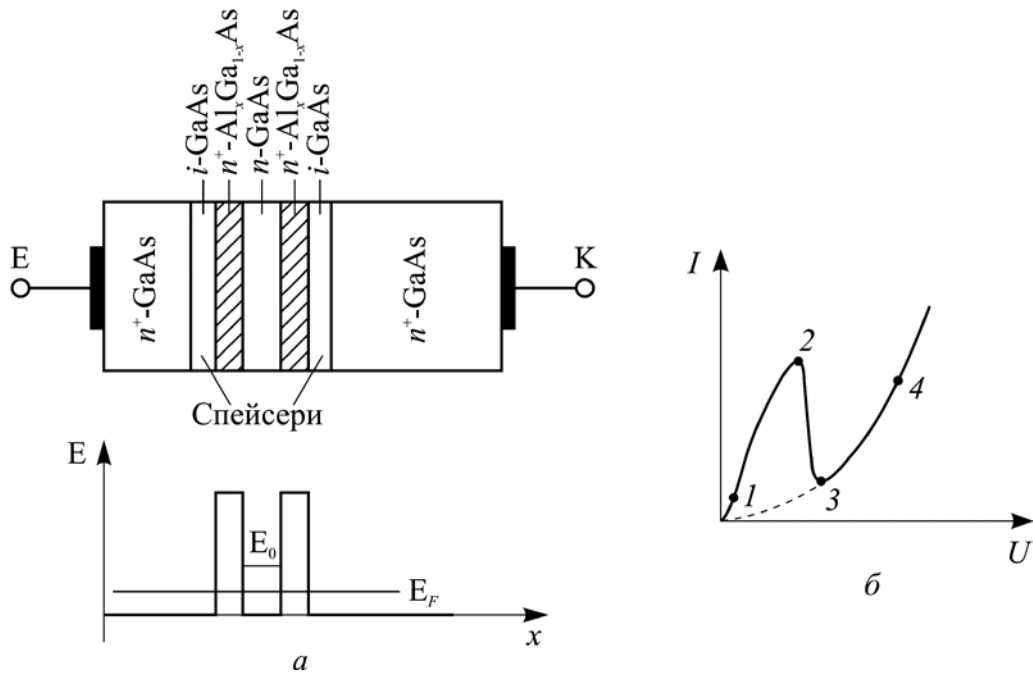 i-GaAs
n⁺-AlₓGa₁₋ₓAs
n-GaAs
n⁺-AlₓGa₁₋ₓAs
i-GaAs
E
n⁺-GaAs
n⁺-GaAs
K
Спейсери
E
E₀
E_F
x
а
I
2
4
1
3
U
б